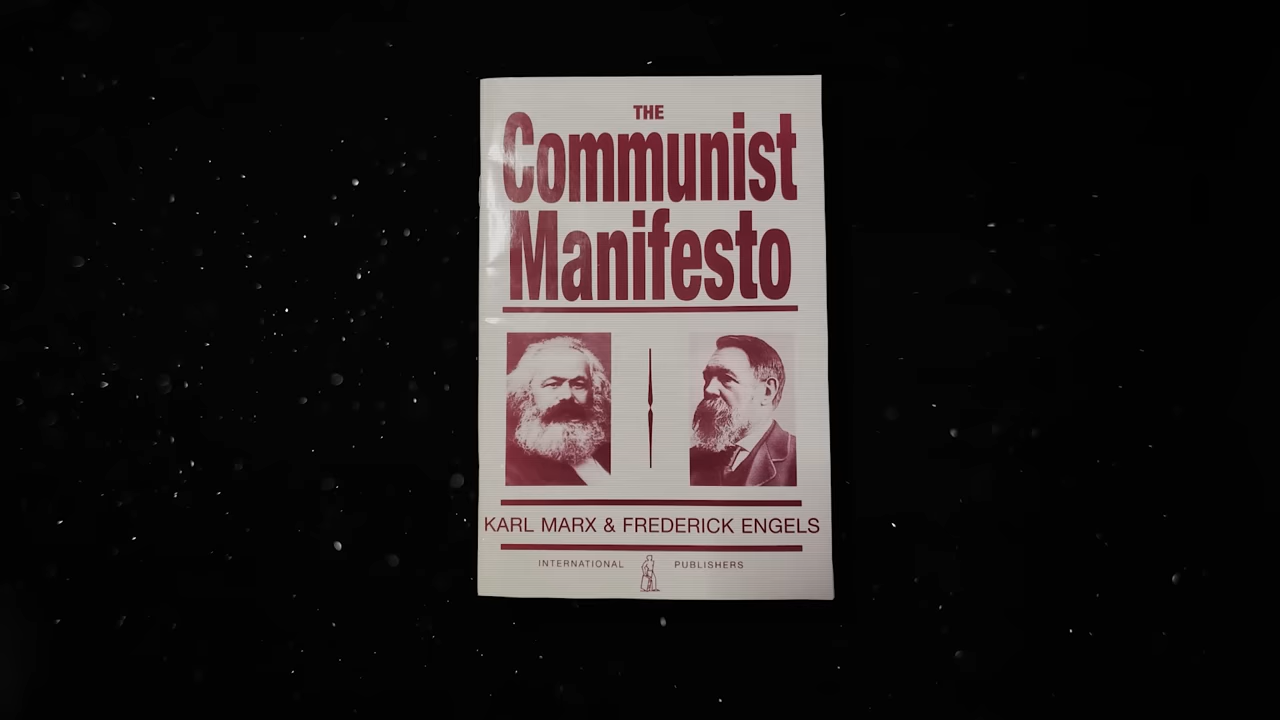 THE
Communist
Manifesto
KARL MARX & FREDERICK ENGELS
INTERNATIONAL PUBLISHERS